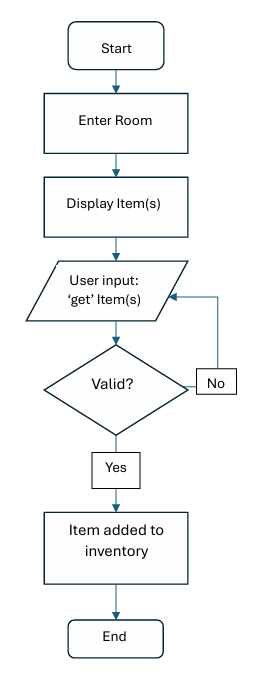 Start
Enter Room
Display Item(s)
User input:
‘get’ Item(s)
Valid?
No
Yes
Item added to
inventory
End